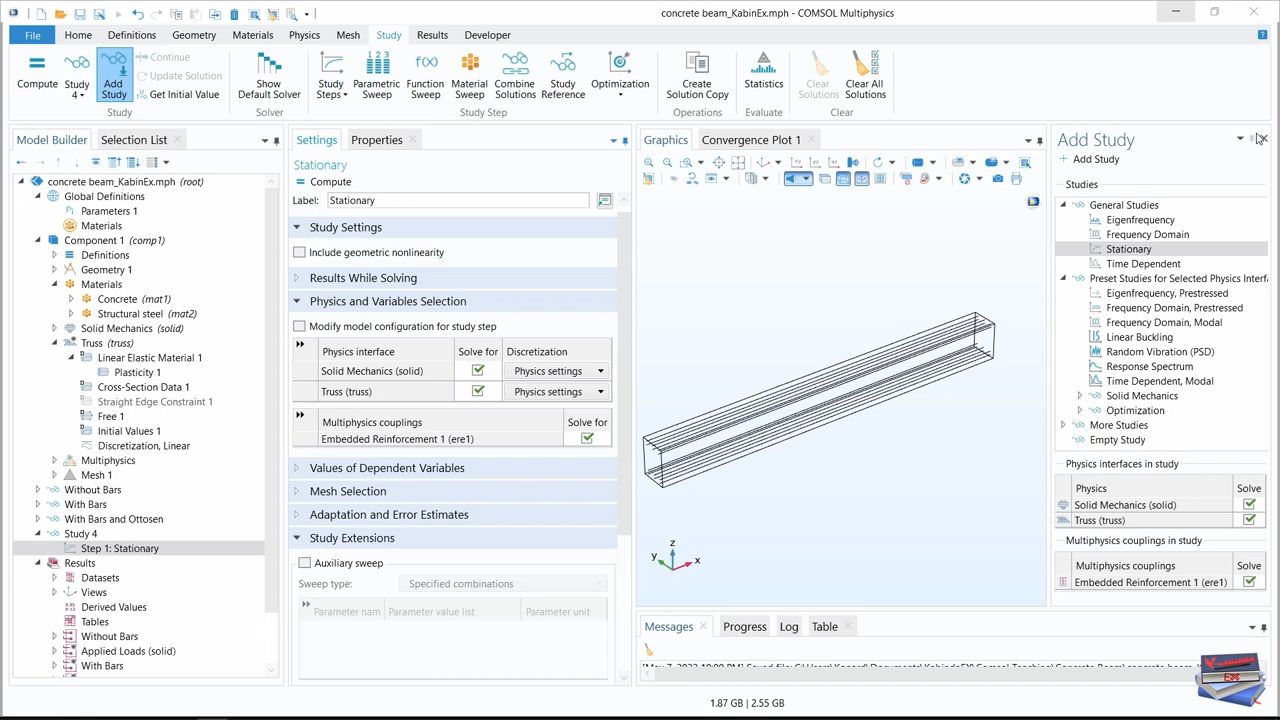 concrete beam_KabinEx.mph - COMSOL Multiphysics
File Home Definitions Geometry Materials Physics Mesh Study Results Developer
Compute
Study 4
Add Study
Continue
Update Solution
Get Initial Value
Show Default Solver
Study Steps
Parametric Sweep
Function Sweep
Material Sweep
Combine Solutions
Study Reference
Optimization
Create Solution Copy
Statistics
Clear Solutions
Clear All Solutions
Study Solver Study Step Operations Evaluate Clear
Model Builder Selection List
concrete beam_KabinEx.mph (root)
Global Definitions
Parameters 1
Materials
Component 1 (comp1)
Definitions
Geometry 1
Materials
Concrete (mat1)
Structural steel (mat2)
Solid Mechanics (solid)
Truss (truss)
Linear Elastic Material 1
Plasticity 1
Cross-Section Data 1
Straight Edge Constraint 1
Free 1
Initial Values 1
Discretization, Linear
Multiphysics
Mesh 1
Without Bars
With Bars
With Bars and Ottosen
Study 4
Step 1: Stationary
Results
Datasets
Views
Derived Values
Tables
Without Bars
Applied Loads (solid)
With Bars
Settings Properties
Stationary
Compute
Label: Stationary
Study Settings
Include geometric nonlinearity
Results While Solving
Physics and Variables Selection
Modify model configuration for study step
Physics interface Solve for Discretization
Solid Mechanics (solid) Physics settings
Truss (truss) Physics settings
Multiphysics couplings Solve for
Embedded Reinforcement 1 (ere1)
Values of Dependent Variables
Mesh Selection
Adaptation and Error Estimates
Study Extensions
Auxiliary sweep
Sweep type: Specified combinations
Parameter nam Parameter value list Parameter unit
Graphics Convergence Plot 1
z
y
x
Messages Progress Log Table
1.87 GB | 2.55 GB
Add Study
Add Study
Studies
General Studies
Eigenfrequency
Frequency Domain
Stationary
Time Dependent
Preset Studies for Selected Physics Interf
Eigenfrequency, Prestressed
Frequency Domain, Prestressed
Frequency Domain, Modal
Linear Buckling
Random Vibration (PSD)
Response Spectrum
Time Dependent, Modal
Solid Mechanics
Optimization
More Studies
Empty Study
Physics interfaces in study
Physics Solve
Solid Mechanics (solid)
Truss (truss)
Multiphysics couplings in study
Multiphysics couplings Solve
Embedded Reinforcement 1 (ere1)